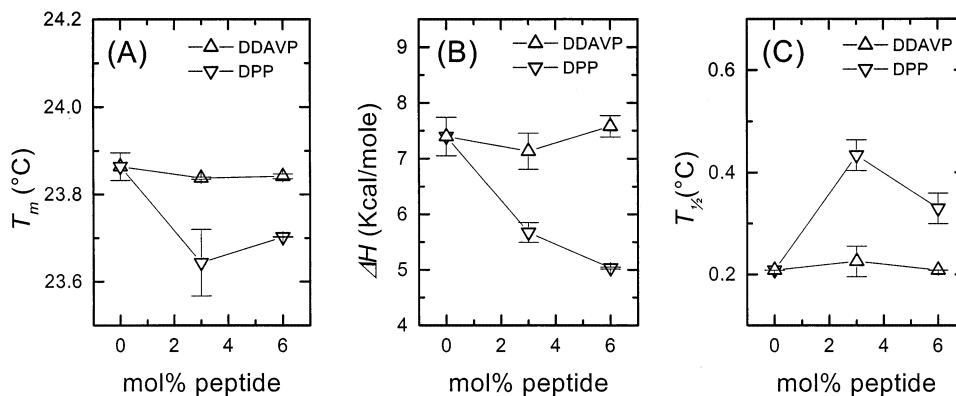 (A)
DDAVP
DPP
24.2
24.0
23.8
23.6
T_m (°C)
0 2 4 6
mol% peptide
(B)
DDAVP
DPP
9
8
7
6
5
4
ΔH (Kcal/mole)
0 2 4 6
mol% peptide
(C)
DDAVP
DPP
0.6
0.4
0.2
T_½ (°C)
0 2 4 6
mol% peptide